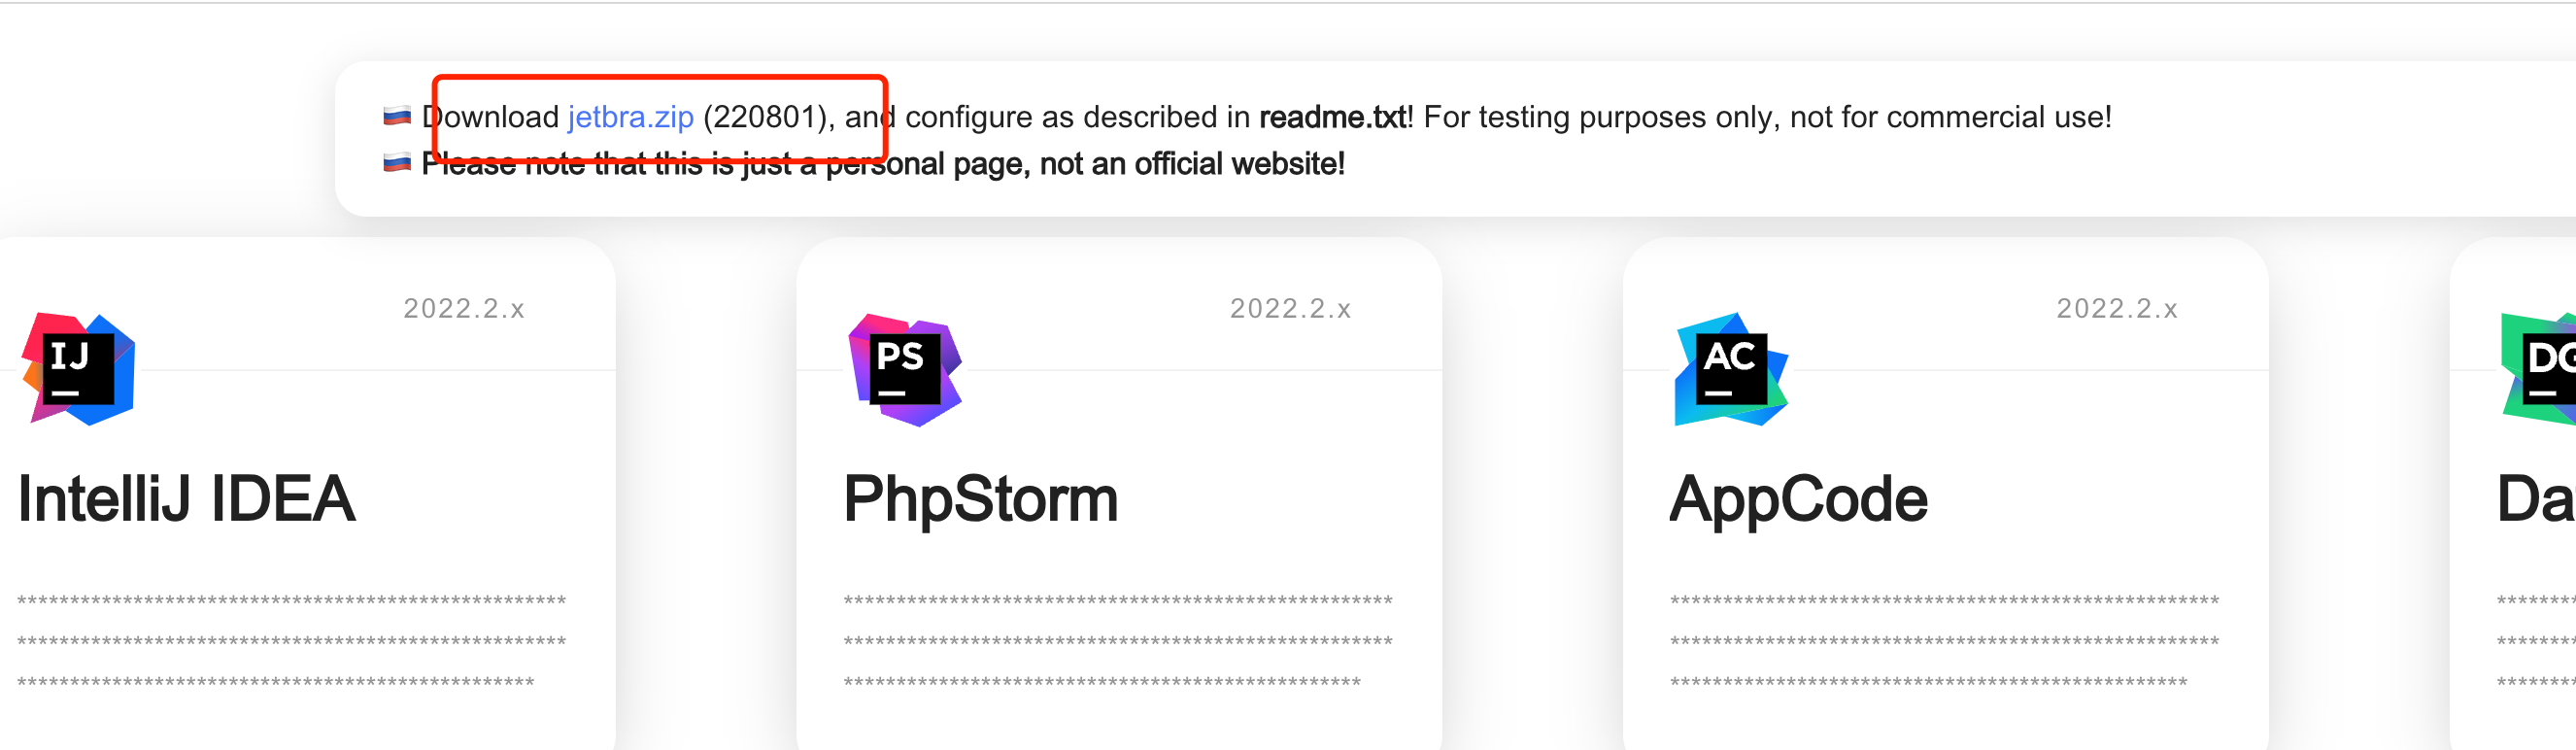 Download jetbra.zip (220801), and configure as described in readme.txt! For testing purposes only, not for commercial use!
Please note that this is just a personal page, not an official website!
2022.2.x
2022.2.x
2022.2.x
IJ
PS
AC
IntelliJ IDEA
PhpStorm
AppCode
****************************************************
****************************************************
****************************************************
****************************************************
****************************************************
****************************************************
*************************************************
*************************************************
*************************************************